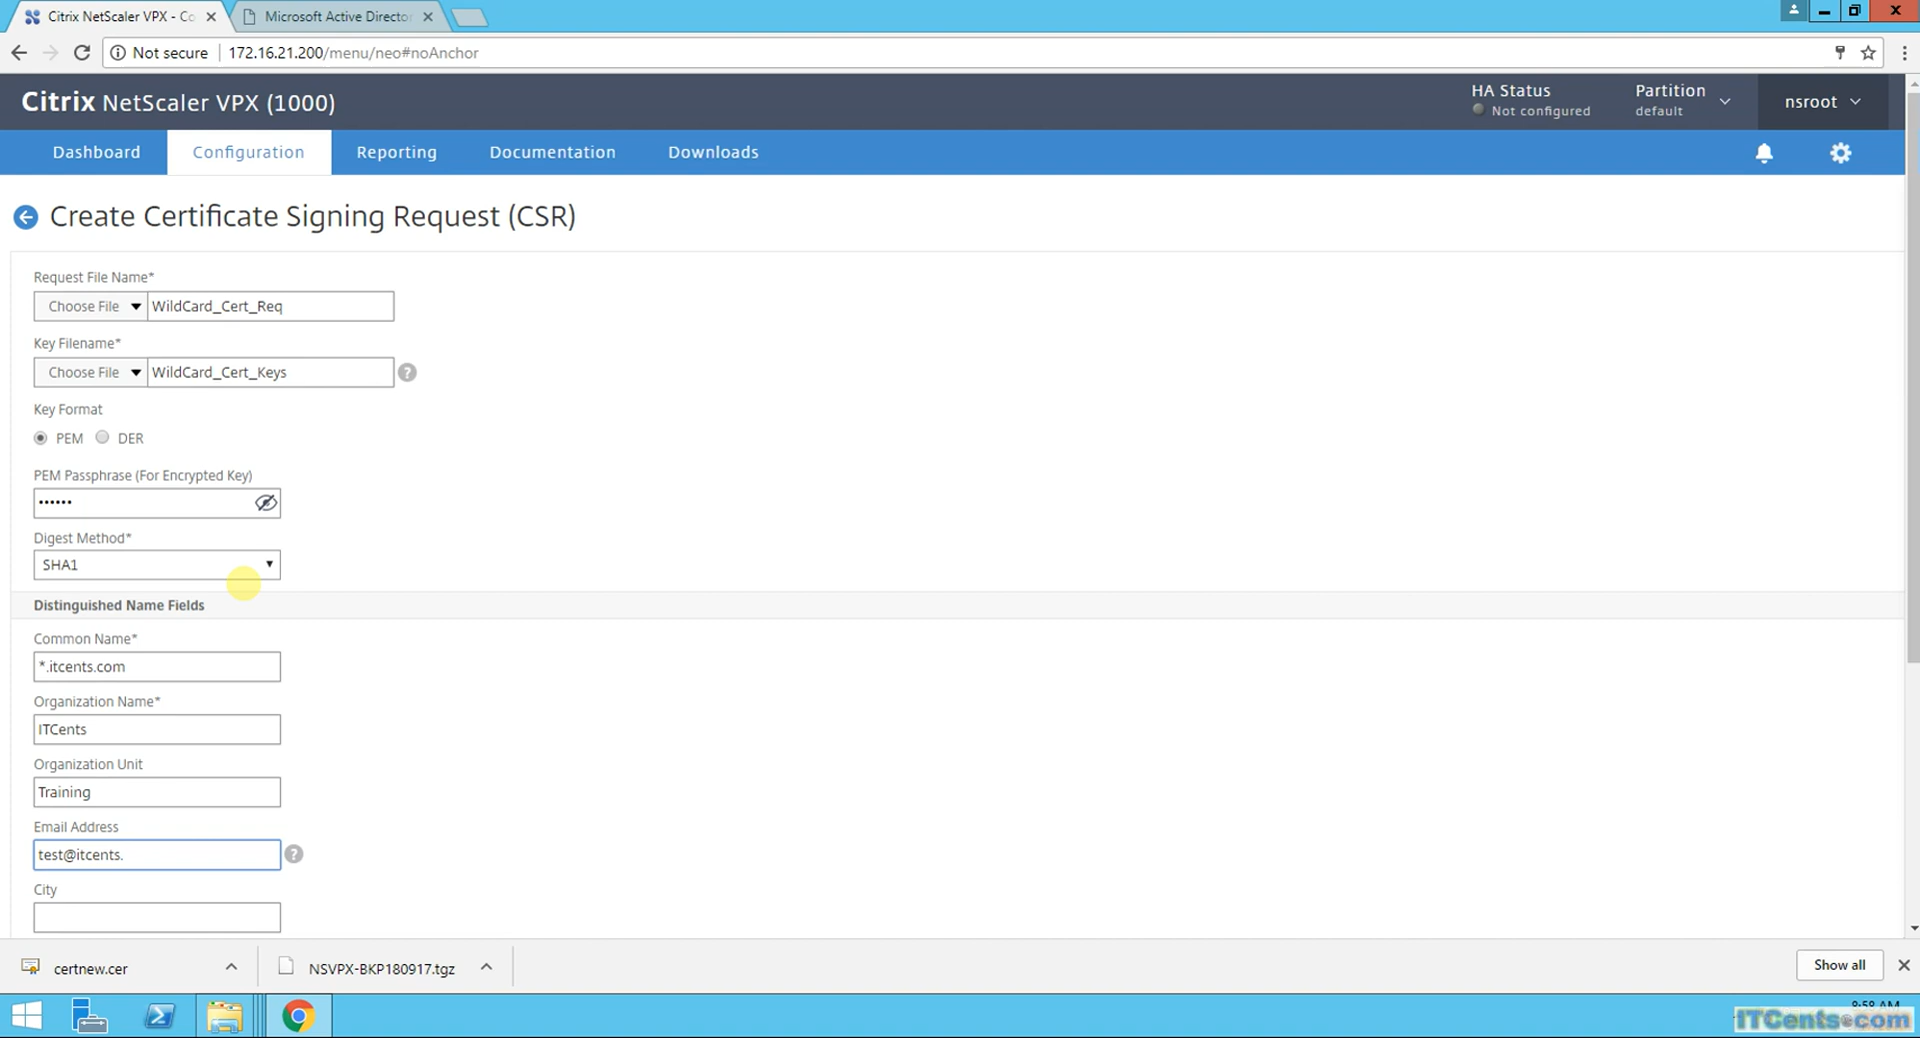 Citrix NetScaler VPX - Co
Microsoft Active Director
Not secure
172.16.21.200/menu/neo#noAnchor
Citrix NetScaler VPX (1000)
HA Status
Not configured
Partition
default
nsroot
Dashboard
Configuration
Reporting
Documentation
Downloads
Create Certificate Signing Request (CSR)
Request File Name*
Choose File
WildCard_Cert_Req
Key Filename*
Choose File
WildCard_Cert_Keys
?
Key Format
PEM
DER
PEM Passphrase (For Encrypted Key)
••••••
Digest Method*
SHA1
Distinguished Name Fields
Common Name*
*.itcents.com
Organization Name*
ITCents
Organization Unit
Training
Email Address
test@itcents.
?
City
certnew.cer
NSVPX-BKP180917.tgz
Show all
8:58 AM
ITCents®com